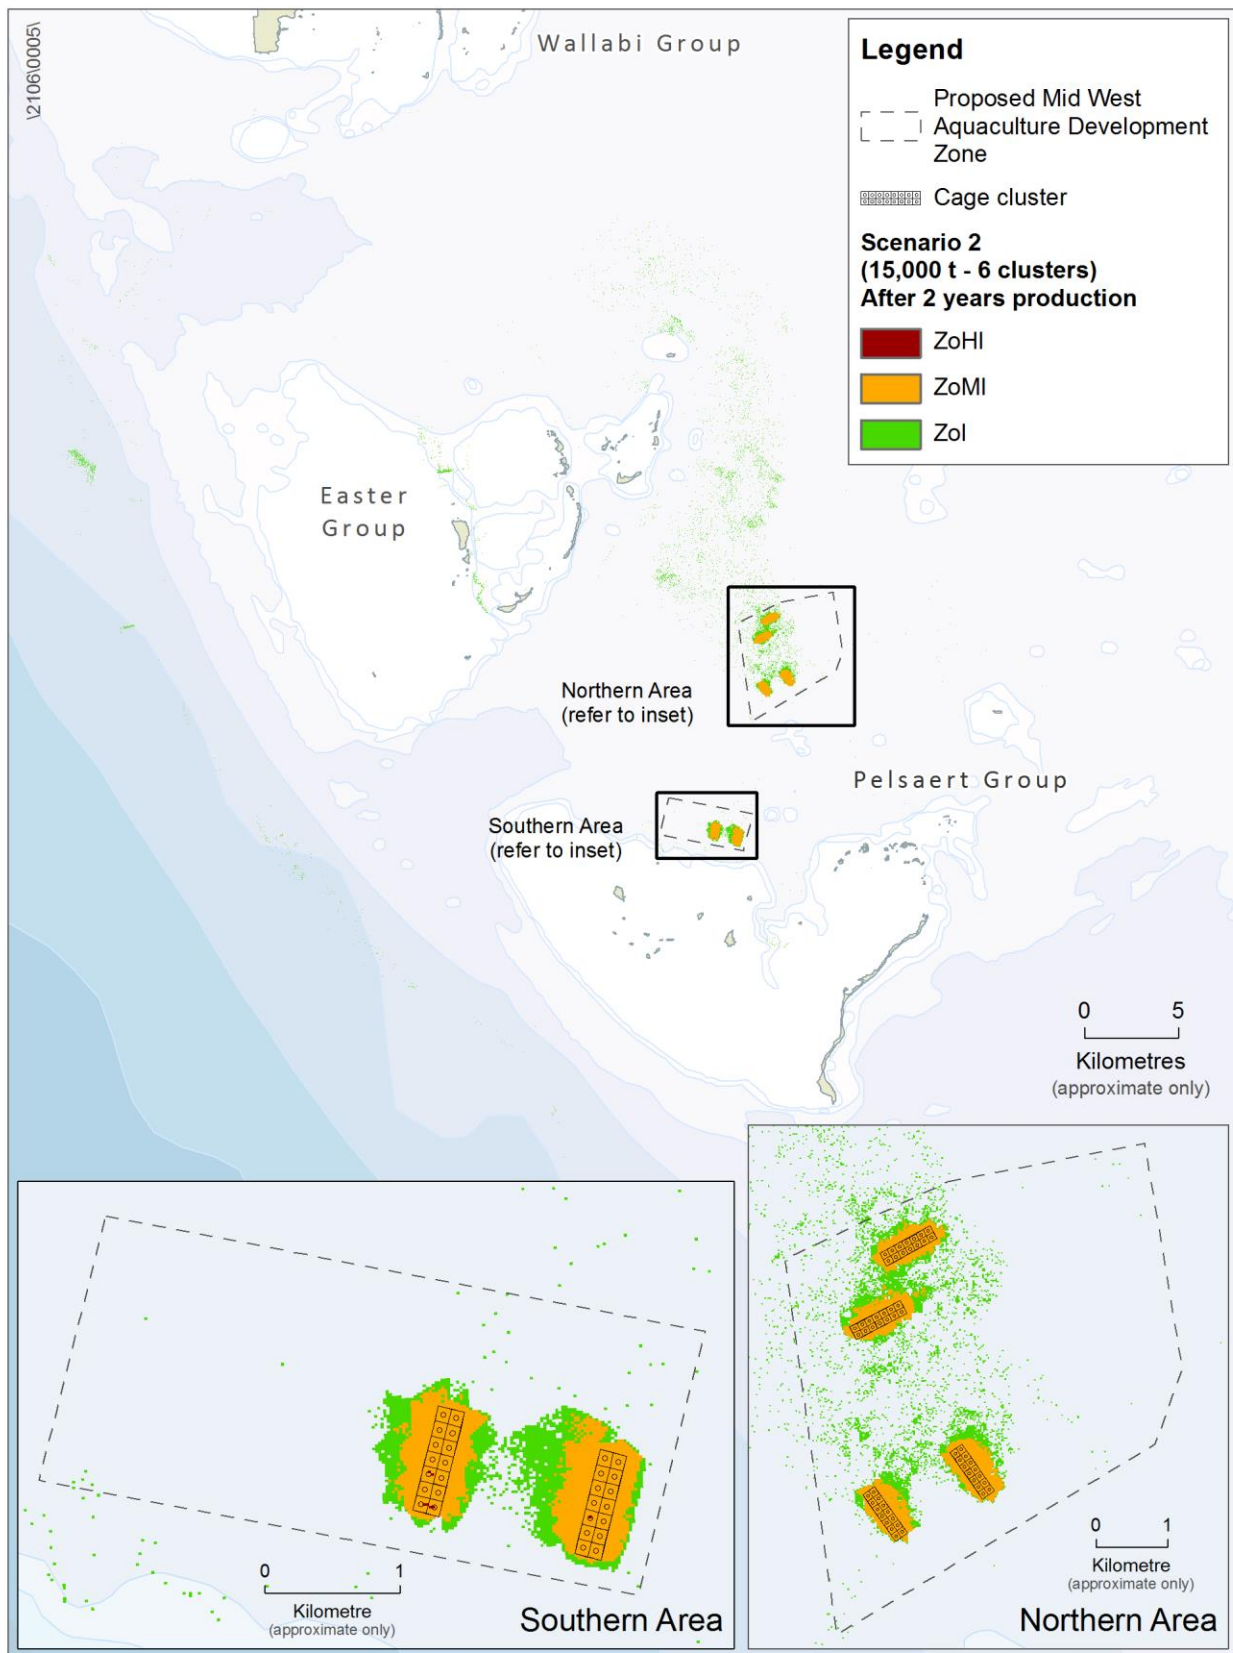 \2106\0005\
Wallabi Group
Legend
Proposed Mid West
Aquaculture Development
Zone
Cage cluster
Scenario 2
(15,000 t - 6 clusters)
After 2 years production
ZoHI
ZoMI
ZoI
Easter
Group
Northern Area
(refer to inset)
Pelsaert Group
Southern Area
(refer to inset)
0 5
Kilometres
(approximate only)
0 1
Kilometre
(approximate only)
Southern Area
0 1
Kilometre
(approximate only)
Northern Area